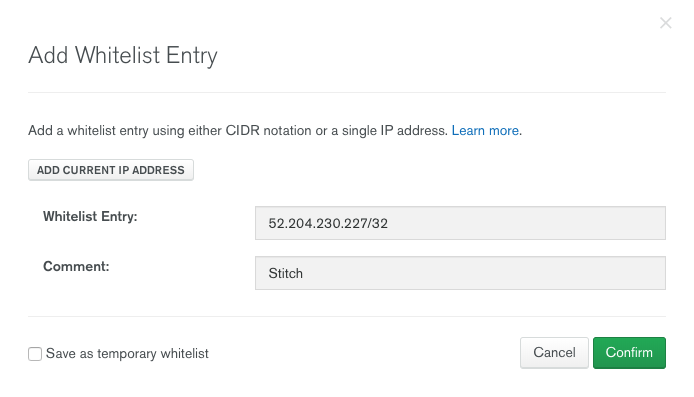 Add Whitelist Entry
Add a whitelist entry using either CIDR notation or a single IP address. Learn more.
ADD CURRENT IP ADDRESS
Whitelist Entry: 52.204.230.227/32
Comment: Stitch
Save as temporary whitelist Cancel Confirm